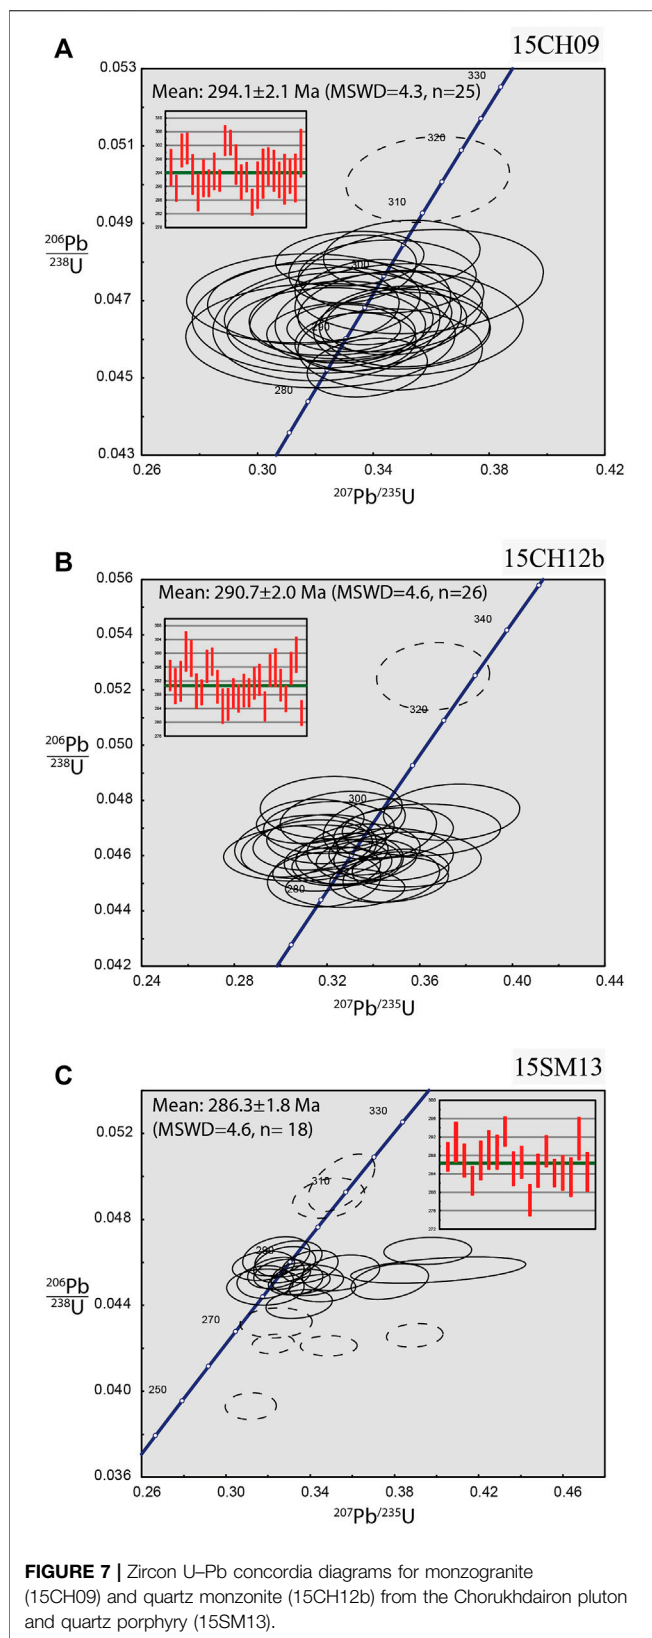 A
15CH09
0.053
Mean: 294.1±2.1 Ma (MSWD=4.3, n=25)
330
320
310
300
290
280
0.051
0.049
206Pb
238U
0.047
0.045
0.043
0.26 0.30 0.34 0.38 0.42
207Pb/235U
B
15CH12b
0.056
Mean: 290.7±2.0 Ma (MSWD=4.6, n=26)
340
320
300
280
0.054
0.052
0.050
206Pb
238U
0.048
0.046
0.044
0.042
0.24 0.28 0.32 0.36 0.40 0.44
207Pb/235U
C
15SM13
Mean: 286.3±1.8 Ma
(MSWD=4.6, n= 18)
330
310
290
270
250
0.052
0.048
206Pb
238U
0.044
0.040
0.036
0.26 0.30 0.34 0.38 0.42 0.46
207Pb/235U
FIGURE 7 | Zircon U–Pb concordia diagrams for monzogranite
(15CH09) and quartz monzonite (15CH12b) from the Chorukhdairon pluton
and quartz porphyry (15SM13).